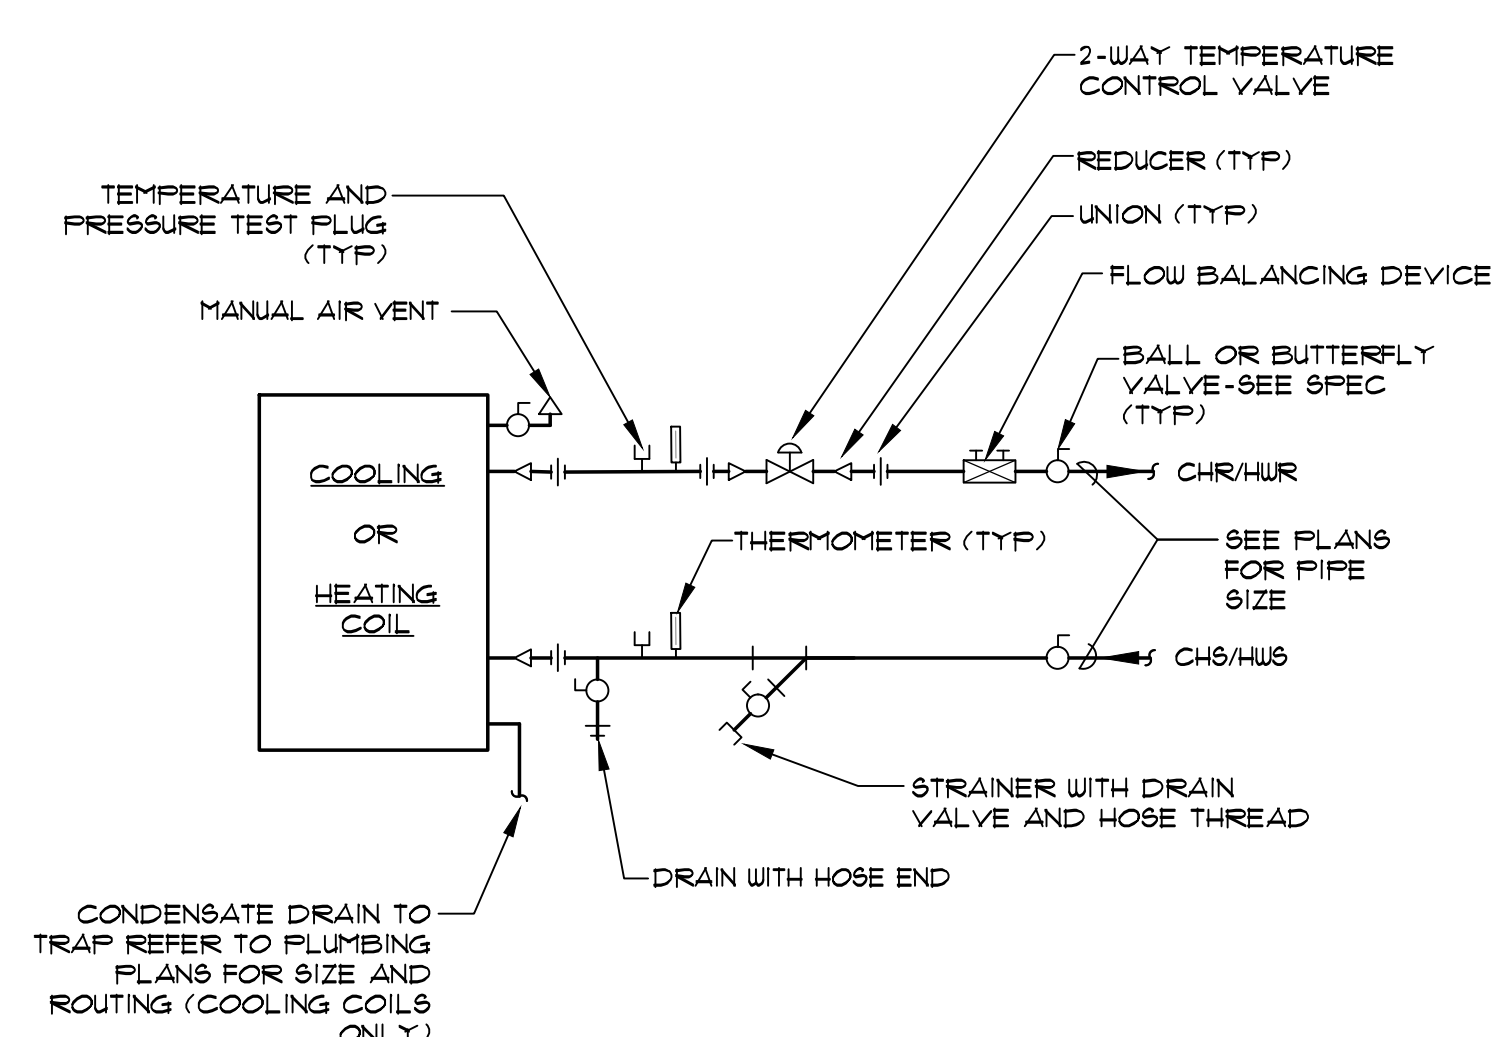 2-WAY TEMPERATURE
CONTROL VALVE
REDUCER (TYP)
UNION (TYP)
FLOW BALANCING DEVICE
BALL OR BUTTERFLY
VALVE-SEE SPEC
(TYP)
TEMPERATURE AND
PRESSURE TEST PLUG
(TYP)
MANUAL AIR VENT
COOLING
OR
HEATING
COIL
CHR/HWR
THERMOMETER (TYP)
SEE PLANS
FOR PIPE
SIZE
CHS/HWS
STRAINER WITH DRAIN
VALVE AND HOSE THREAD
DRAIN WITH HOSE END
CONDENSATE DRAIN TO
TRAP REFER TO PLUMBING
PLANS FOR SIZE AND
ROUTING (COOLING COILS
ONLY)